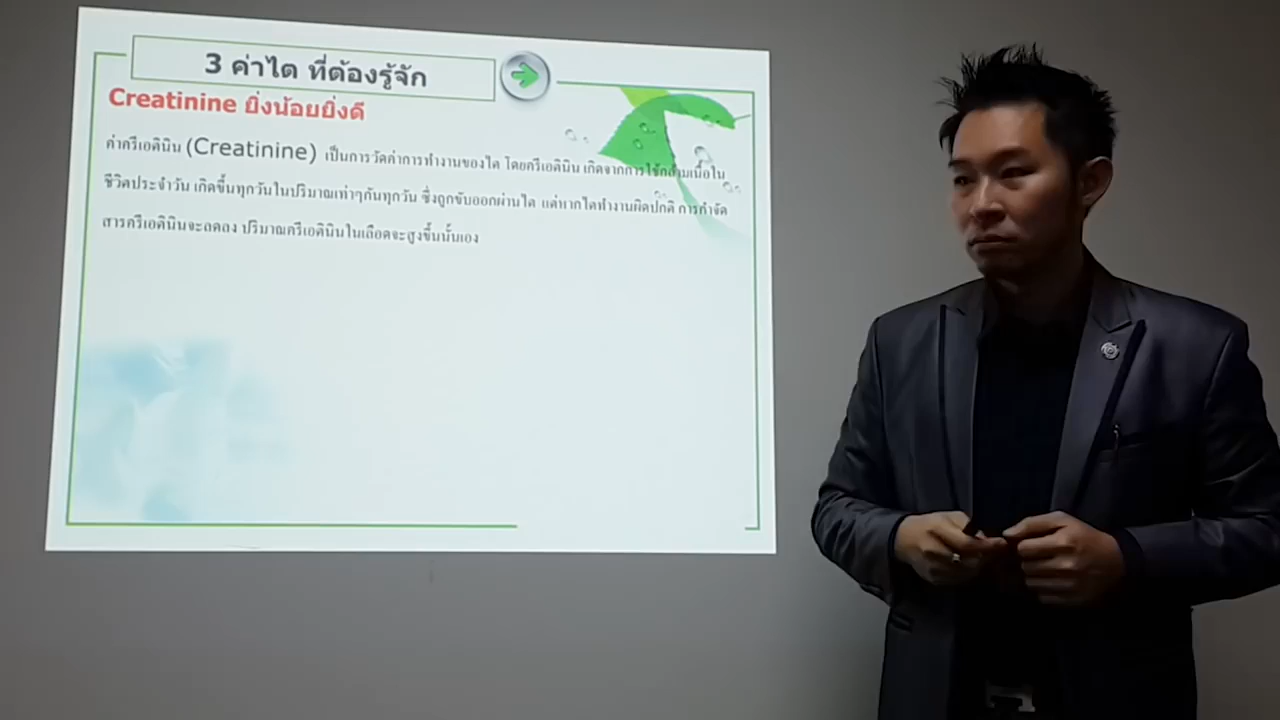 3 ค่าไต ที่ต้องรู้จัก
Creatinine ยิ่งน้อยยิ่งดี
ค่าครีเอตินิน (Creatinine) เป็นการวัดค่าการทำงานของไต โดยครีเอตินิน เกิดจากการใช้กล้ามเนื้อใน
ชีวิตประจำวัน เกิดขึ้นทุกวันในปริมาณเท่าๆกันทุกวัน ซึ่งถูกขับออกผ่านไต แต่หากไตทำงานผิดปกติ การกำจัด
สารครีเอตินินจะลดลง ปริมาณครีเอตินินในเลือดจะสูงขึ้นนั้นเอง